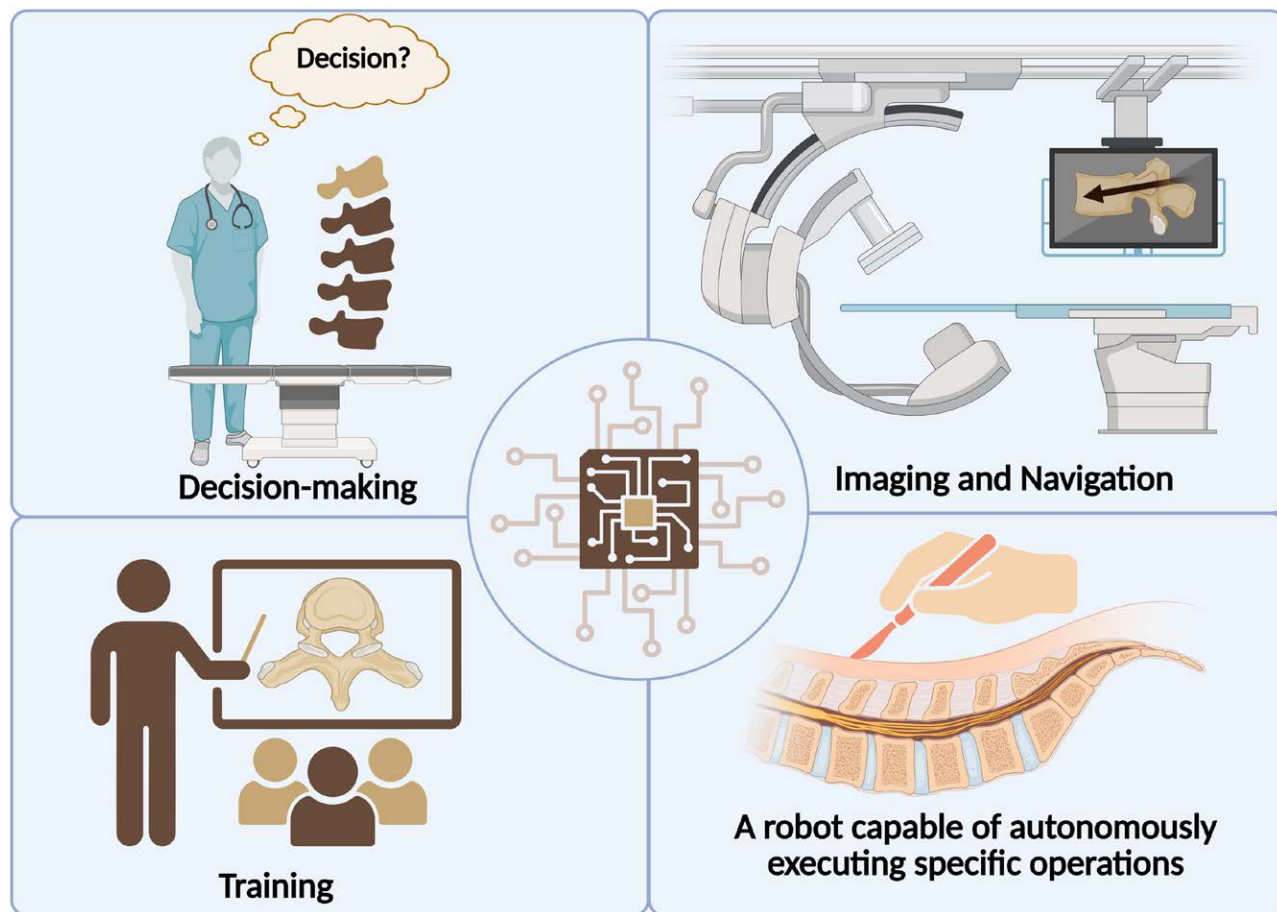 Decision?
Decision-making
Imaging and Navigation
Training
A robot capable of autonomously
executing specific operations